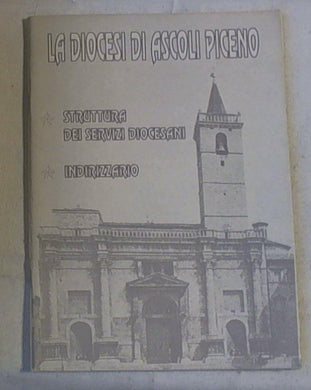 LA DIOCESI DI ASCOLI PICENO
☆ STRUTTURA
DEI SERVIZI DIOCESANI
☆ INDIRIZZARIO